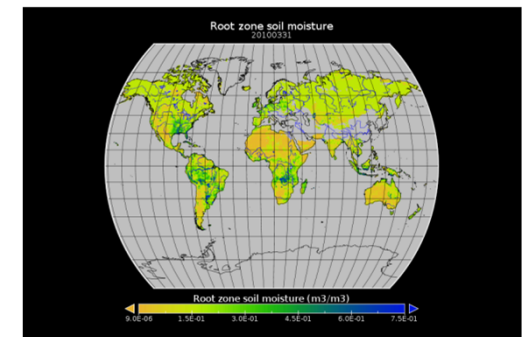 Root zone soil moisture
20100331
Root zone soil moisture (m3/m3)
9.0E-06 1.5E-01 3.0E-01 4.5E-01 6.0E-01 7.5E-01